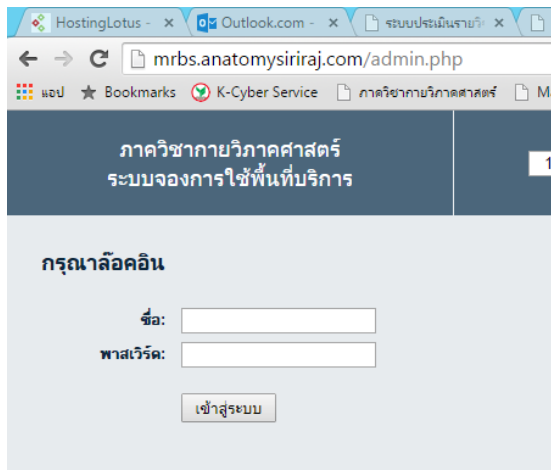 HostingLotus -
Outlook.com -
ระบบประเมินรายวิ
mrbs.anatomysiriraj.com/admin.php
แอป Bookmarks K-Cyber Service ภาควิชากายวิภาคศาสตร์ M
ภาควิชากายวิภาคศาสตร์
ระบบจองการใช้พื้นที่บริการ
1
กรุณาล๊อคอิน
ชื่อ:
พาสเวิร์ด:
เข้าสู่ระบบ